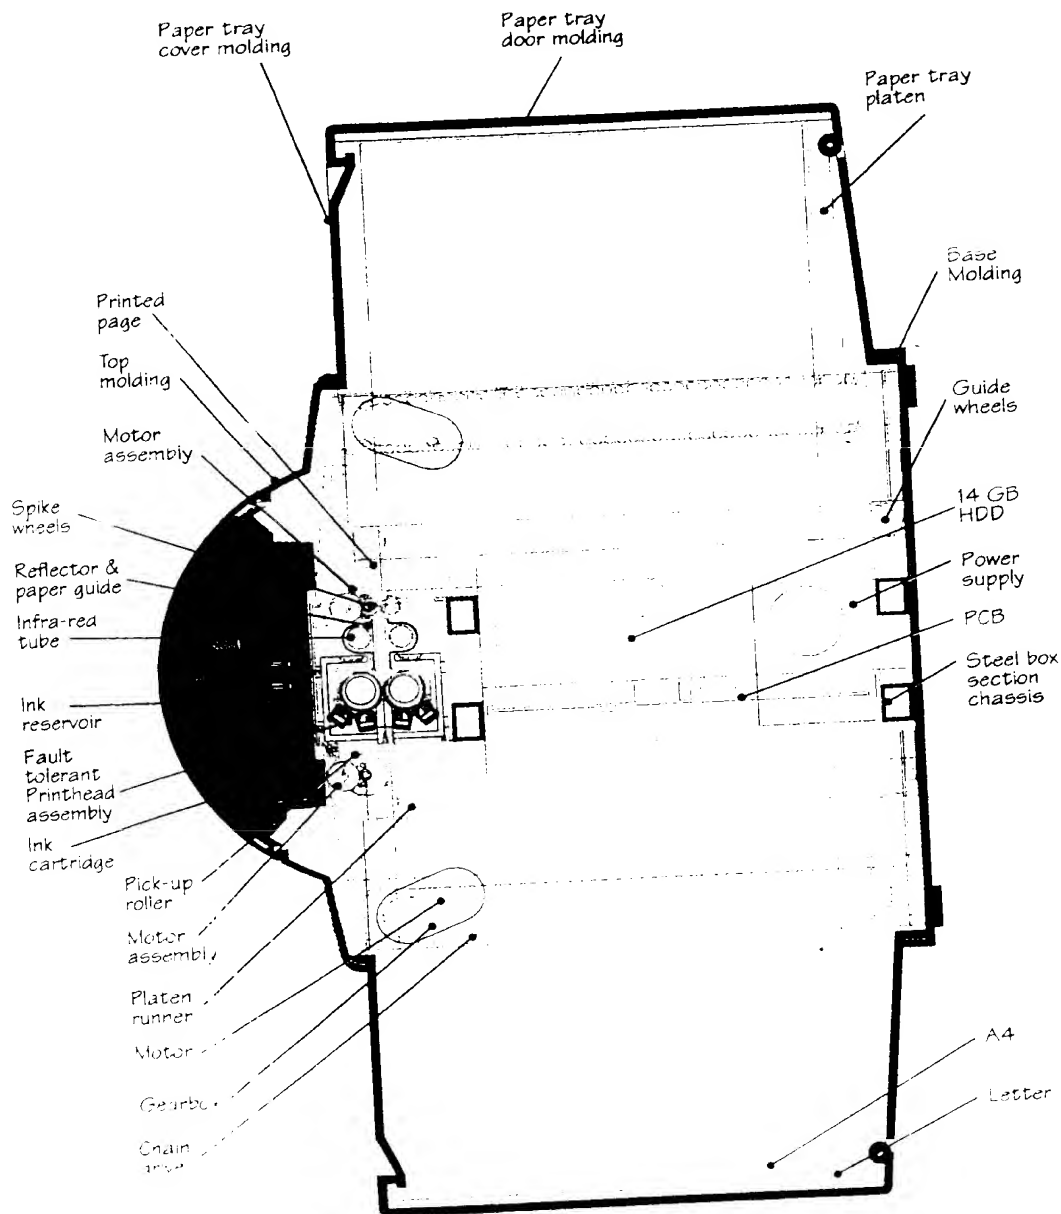 Paper tray
cover molding
Paper tray
door molding
Paper tray
platen
Base
Molding
Printed
page
Top
molding
Motor
assembly
Guide
wheels
Spike
wheels
14 GB
HDD
Reflector &
paper guide
Power
supply
Infra-red
tube
PCB
Steel box
section
chassis
Ink
reservoir
Fault
tolerant
Printhead
assembly
Ink
cartridge
Pick-up
roller
Motor
assembly
Platen
runner
Motor
A4
Gearbox
Letter
Chain
drive